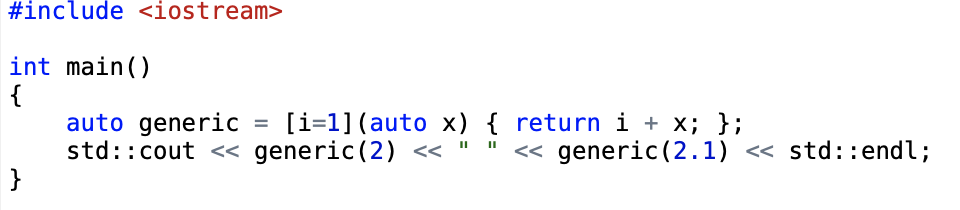 #include <iostream>

int main()
{
    auto generic = [i=1](auto x) { return i + x; };
    std::cout << generic(2) << " " << generic(2.1) << std::endl;
}